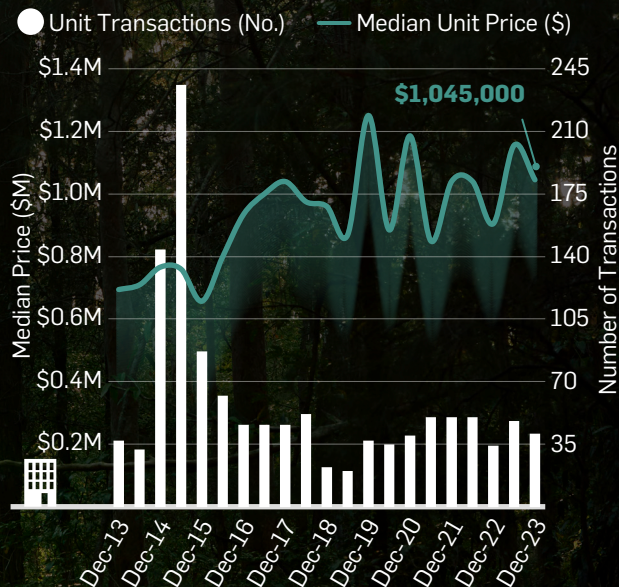 Unit Transactions (No.) Median Unit Price ($)
$1.4M 245
$1,045,000
$1.2M 210
$1.0M 175
$0.8M 140
$0.6M 105
$0.4M 70
$0.2M 35
Median Price ($M)
Number of Transactions
Dec-13 Dec-14 Dec-15 Dec-16 Dec-17 Dec-18 Dec-19 Dec-20 Dec-21 Dec-22 Dec-23